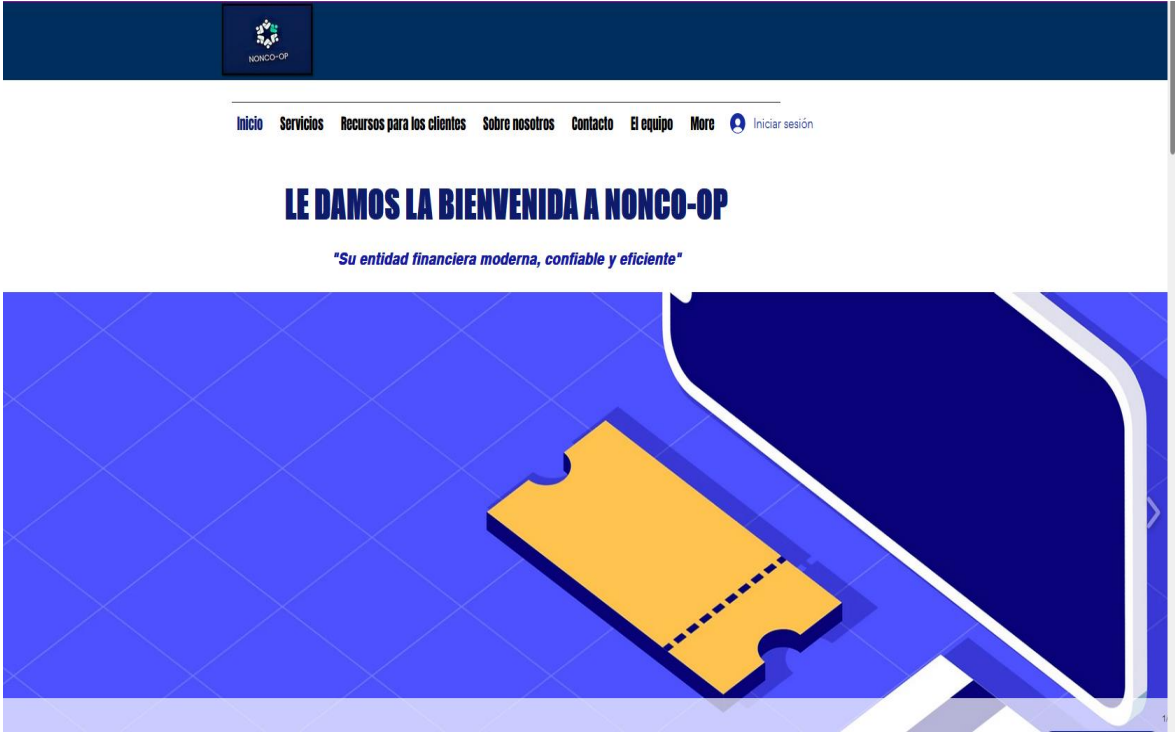 NONCO-OP
Inicio Servicios Recursos para los clientes Sobre nosotros Contacto El equipo More Iniciar sesión
LE DAMOS LA BIENVENIDA A NONCO-OP
"Su entidad financiera moderna, confiable y eficiente"
1/